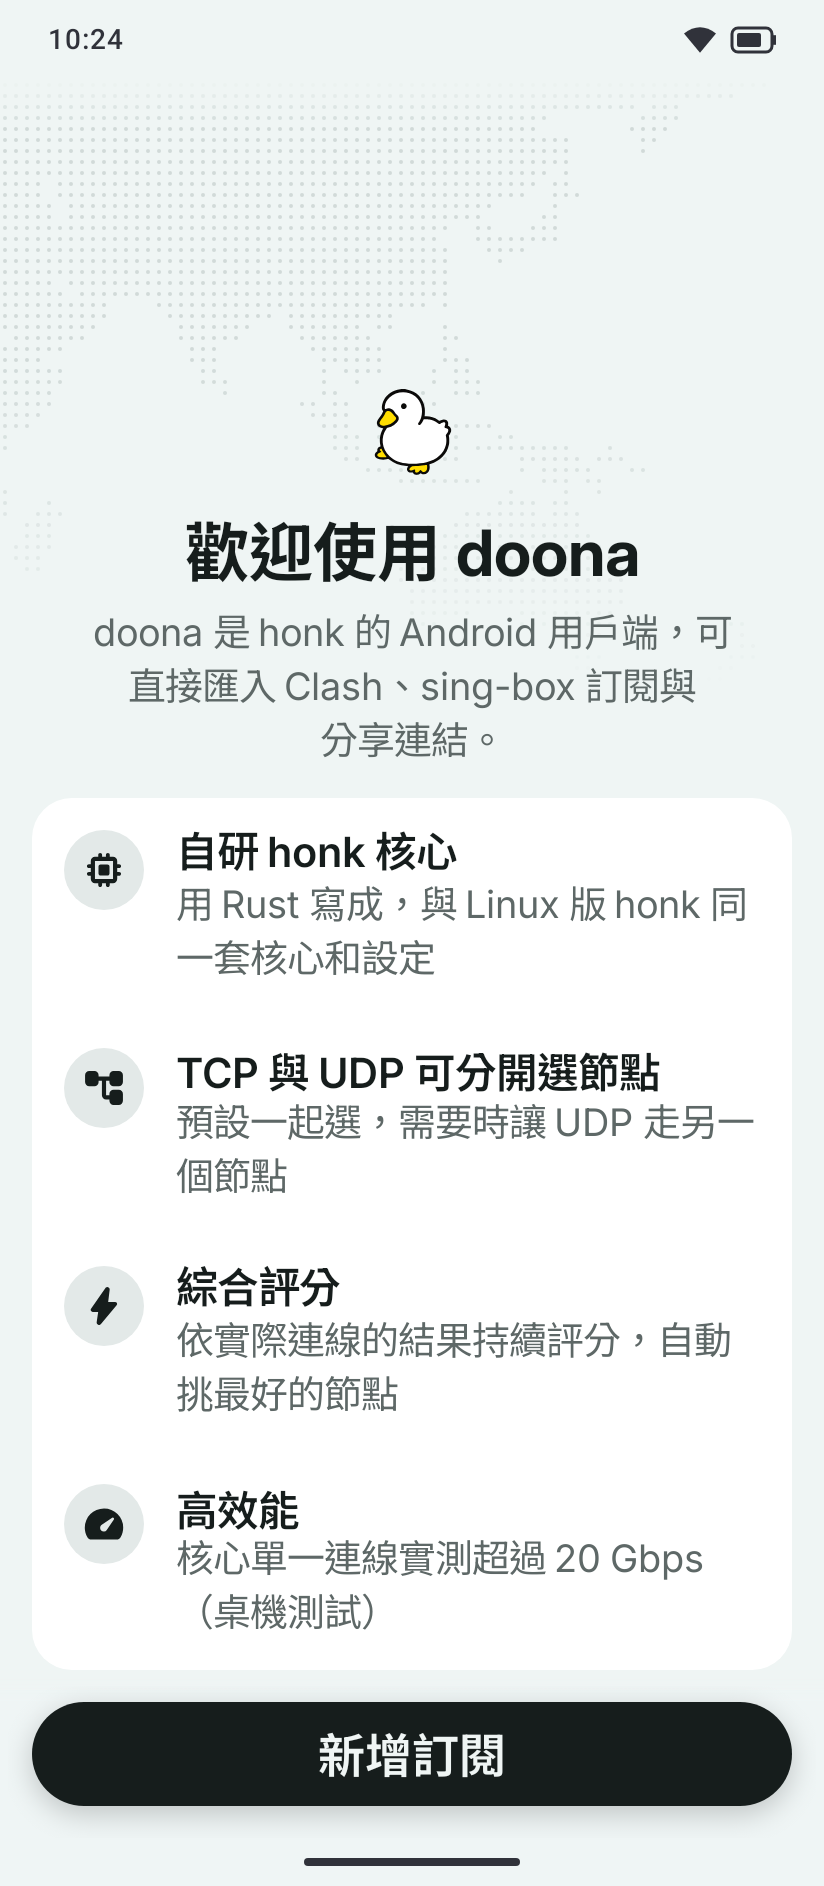 10:24
歡迎使用 doona
doona 是 honk 的 Android 用戶端，可
直接匯入 Clash、sing-box 訂閱與
分享連結。
自研 honk 核心
用 Rust 寫成，與 Linux 版 honk 同
一套核心和設定
TCP 與 UDP 可分開選節點
預設一起選，需要時讓 UDP 走另一
個節點
綜合評分
依實際連線的結果持續評分，自動
挑最好的節點
高效能
核心單一連線實測超過 20 Gbps
（桌機測試）
新增訂閱